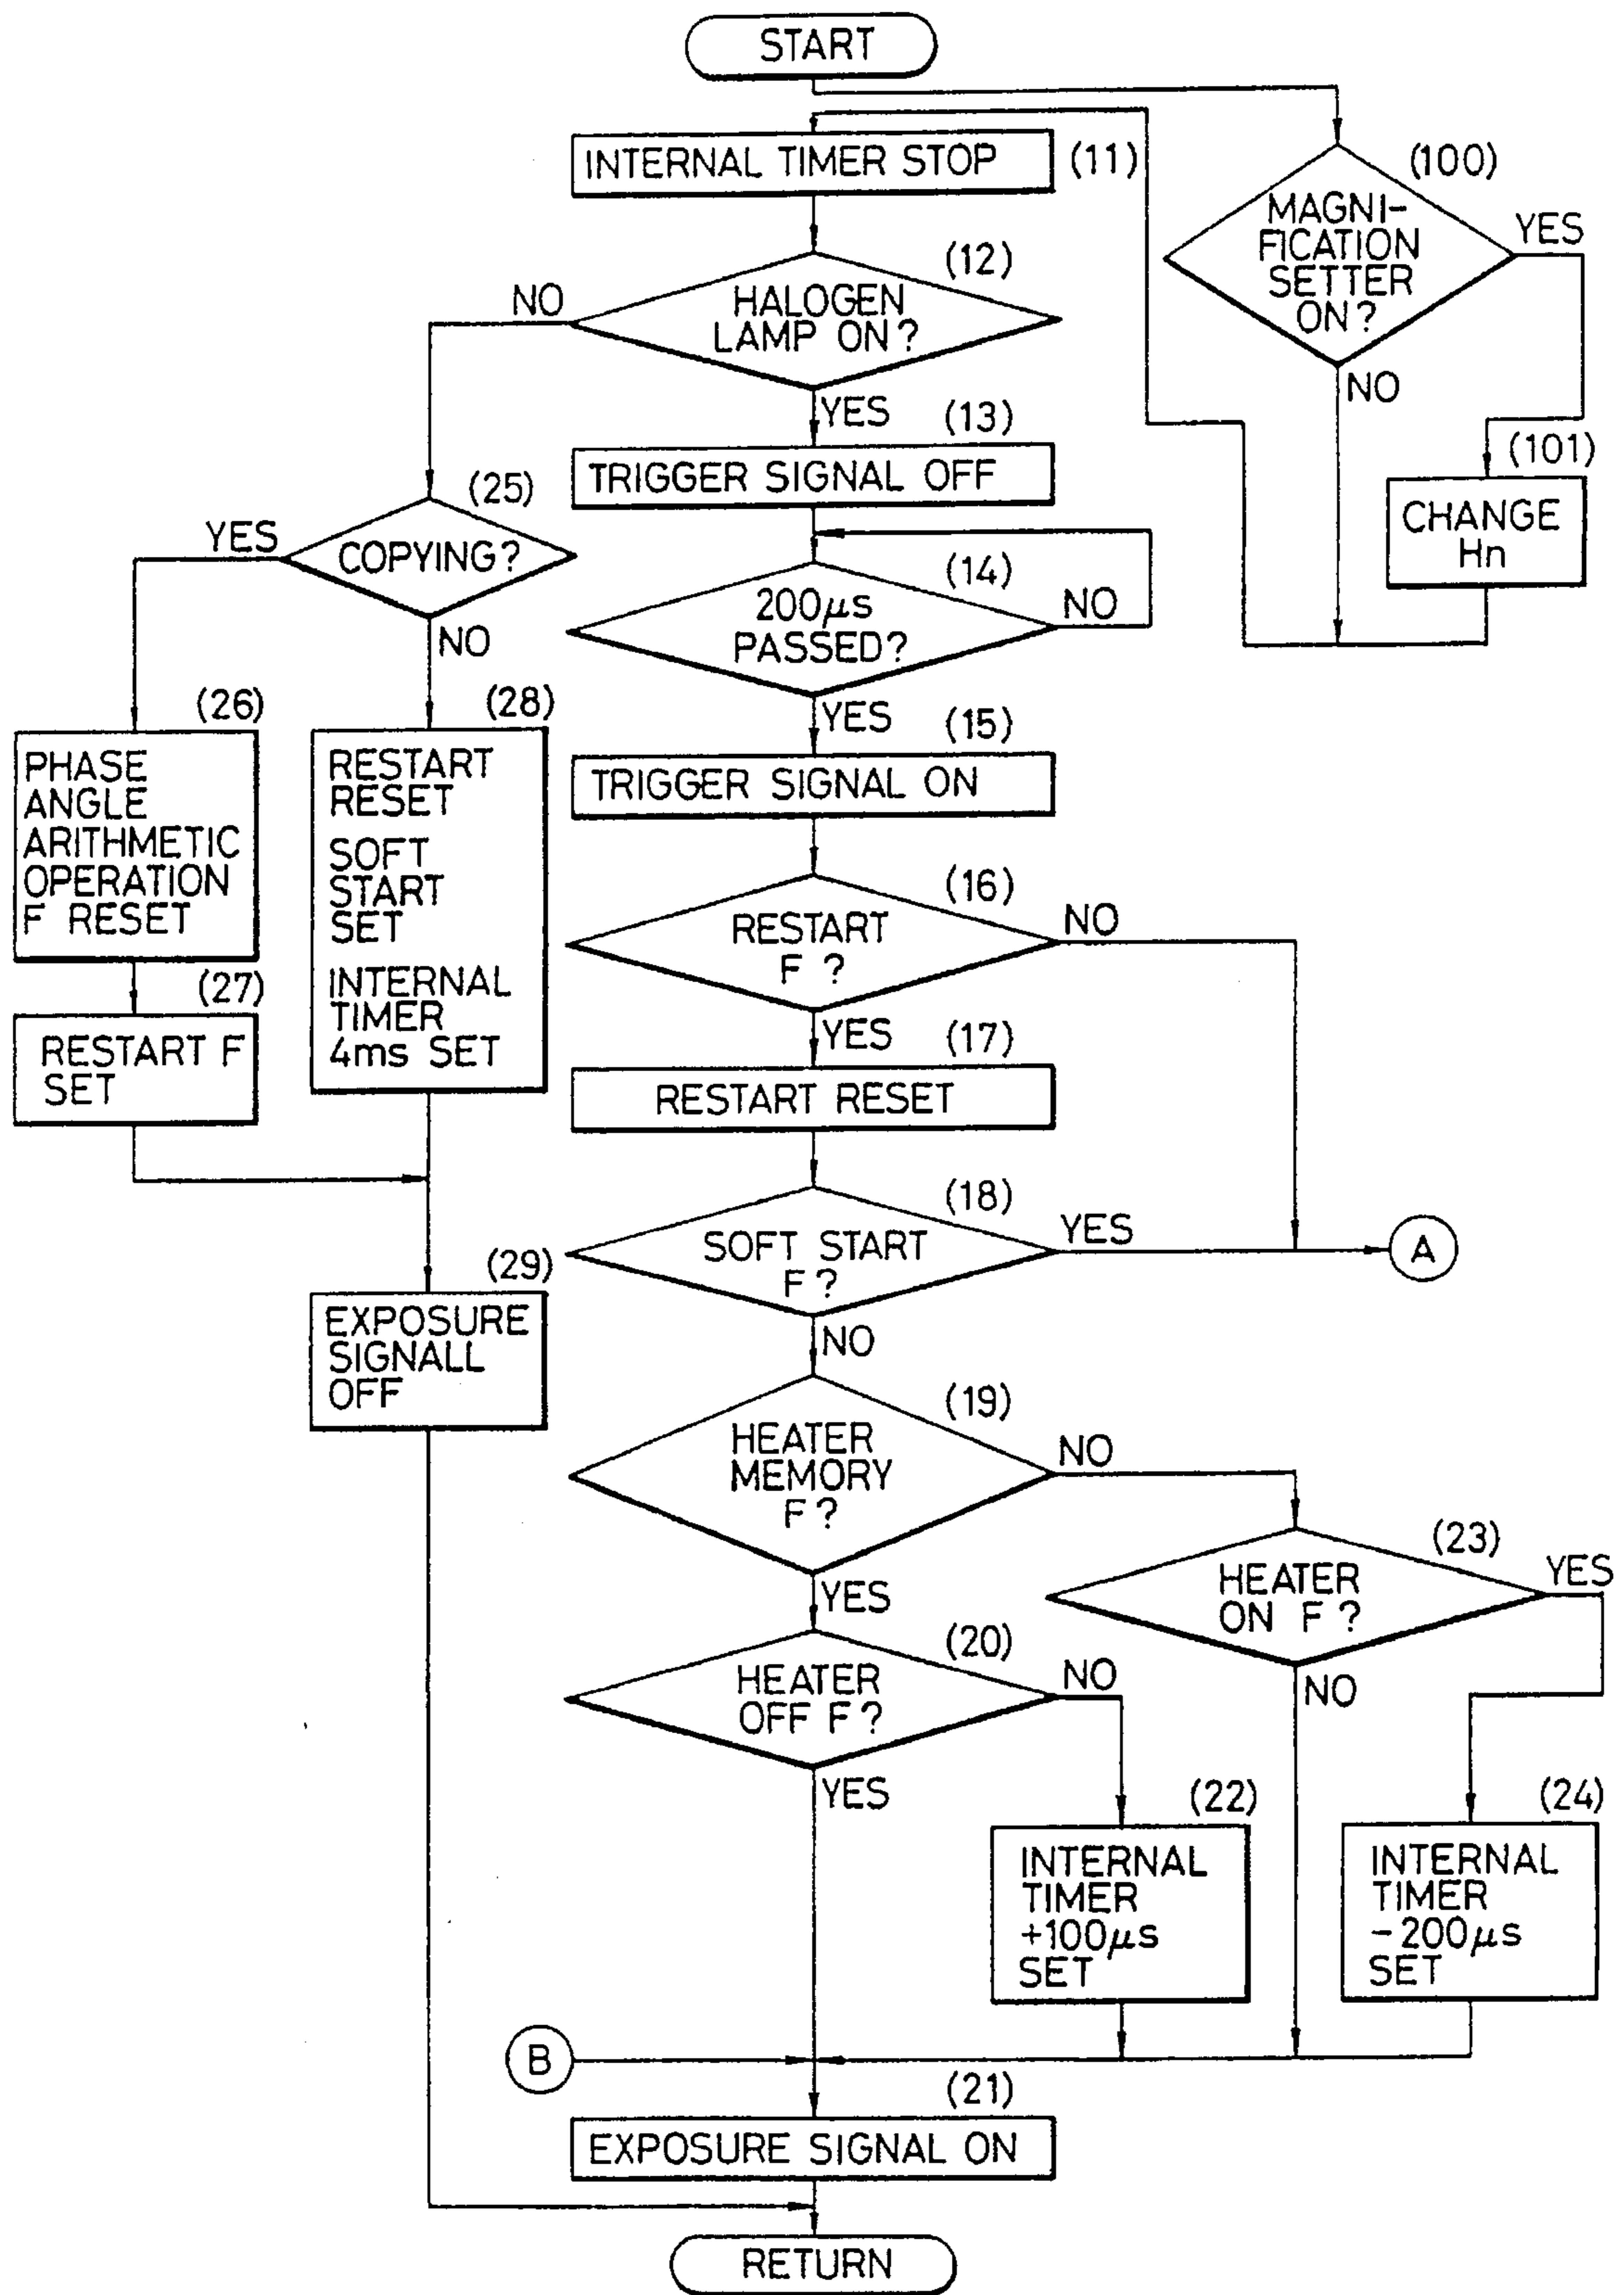 START
INTERNAL TIMER STOP
(11)
(100)
MAGNI-
FICATION
SETTER
ON?
YES
NO
(101)
CHANGE
Hn
(12)
HALOGEN
LAMP ON?
NO
YES
(13)
TRIGGER SIGNAL OFF
(14)
200μs
PASSED?
NO
YES
(15)
TRIGGER SIGNAL ON
(25)
COPYING?
YES
NO
(26)
PHASE
ANGLE
ARITHMETIC
OPERATION
F RESET
(27)
RESTART F
SET
(28)
RESTART
RESET
SOFT
START
SET
INTERNAL
TIMER
4ms SET
(29)
EXPOSURE
SIGNALL
OFF
(16)
RESTART
F ?
NO
YES
(17)
RESTART RESET
(18)
SOFT START
F?
YES
A
NO
(19)
HEATER
MEMORY
F?
NO
YES
(20)
HEATER
OFF F?
NO
YES
(23)
HEATER
ON F?
YES
NO
(22)
INTERNAL
TIMER
+100μs
SET
(24)
INTERNAL
TIMER
-200μs
SET
B
(21)
EXPOSURE SIGNAL ON
RETURN